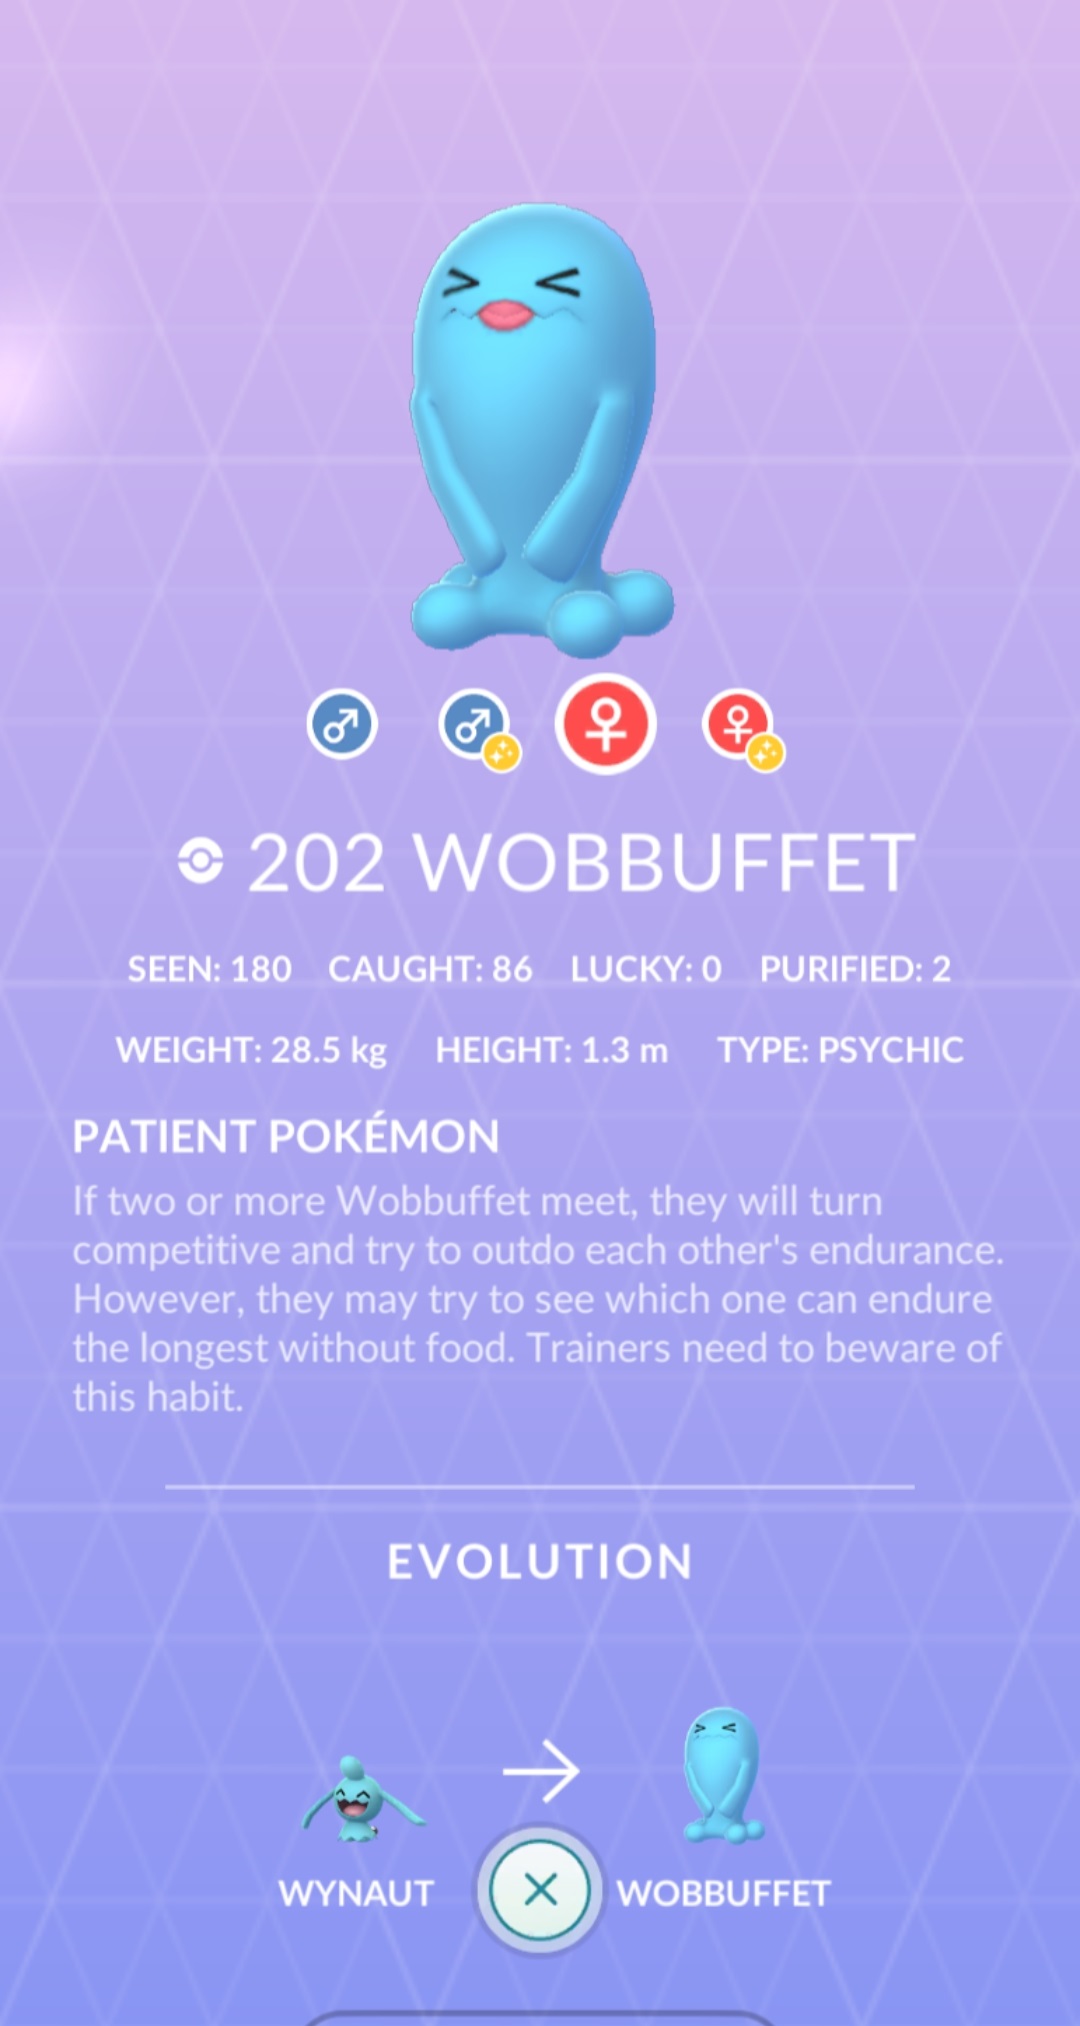 202 WOBBUFFET
SEEN: 180 CAUGHT: 86 LUCKY: 0 PURIFIED: 2
WEIGHT: 28.5 kg HEIGHT: 1.3 m TYPE: PSYCHIC
PATIENT POKÉMON
If two or more Wobbuffet meet, they will turn
competitive and try to outdo each other's endurance.
However, they may try to see which one can endure
the longest without food. Trainers need to beware of
this habit.
EVOLUTION
WYNAUT WOBBUFFET